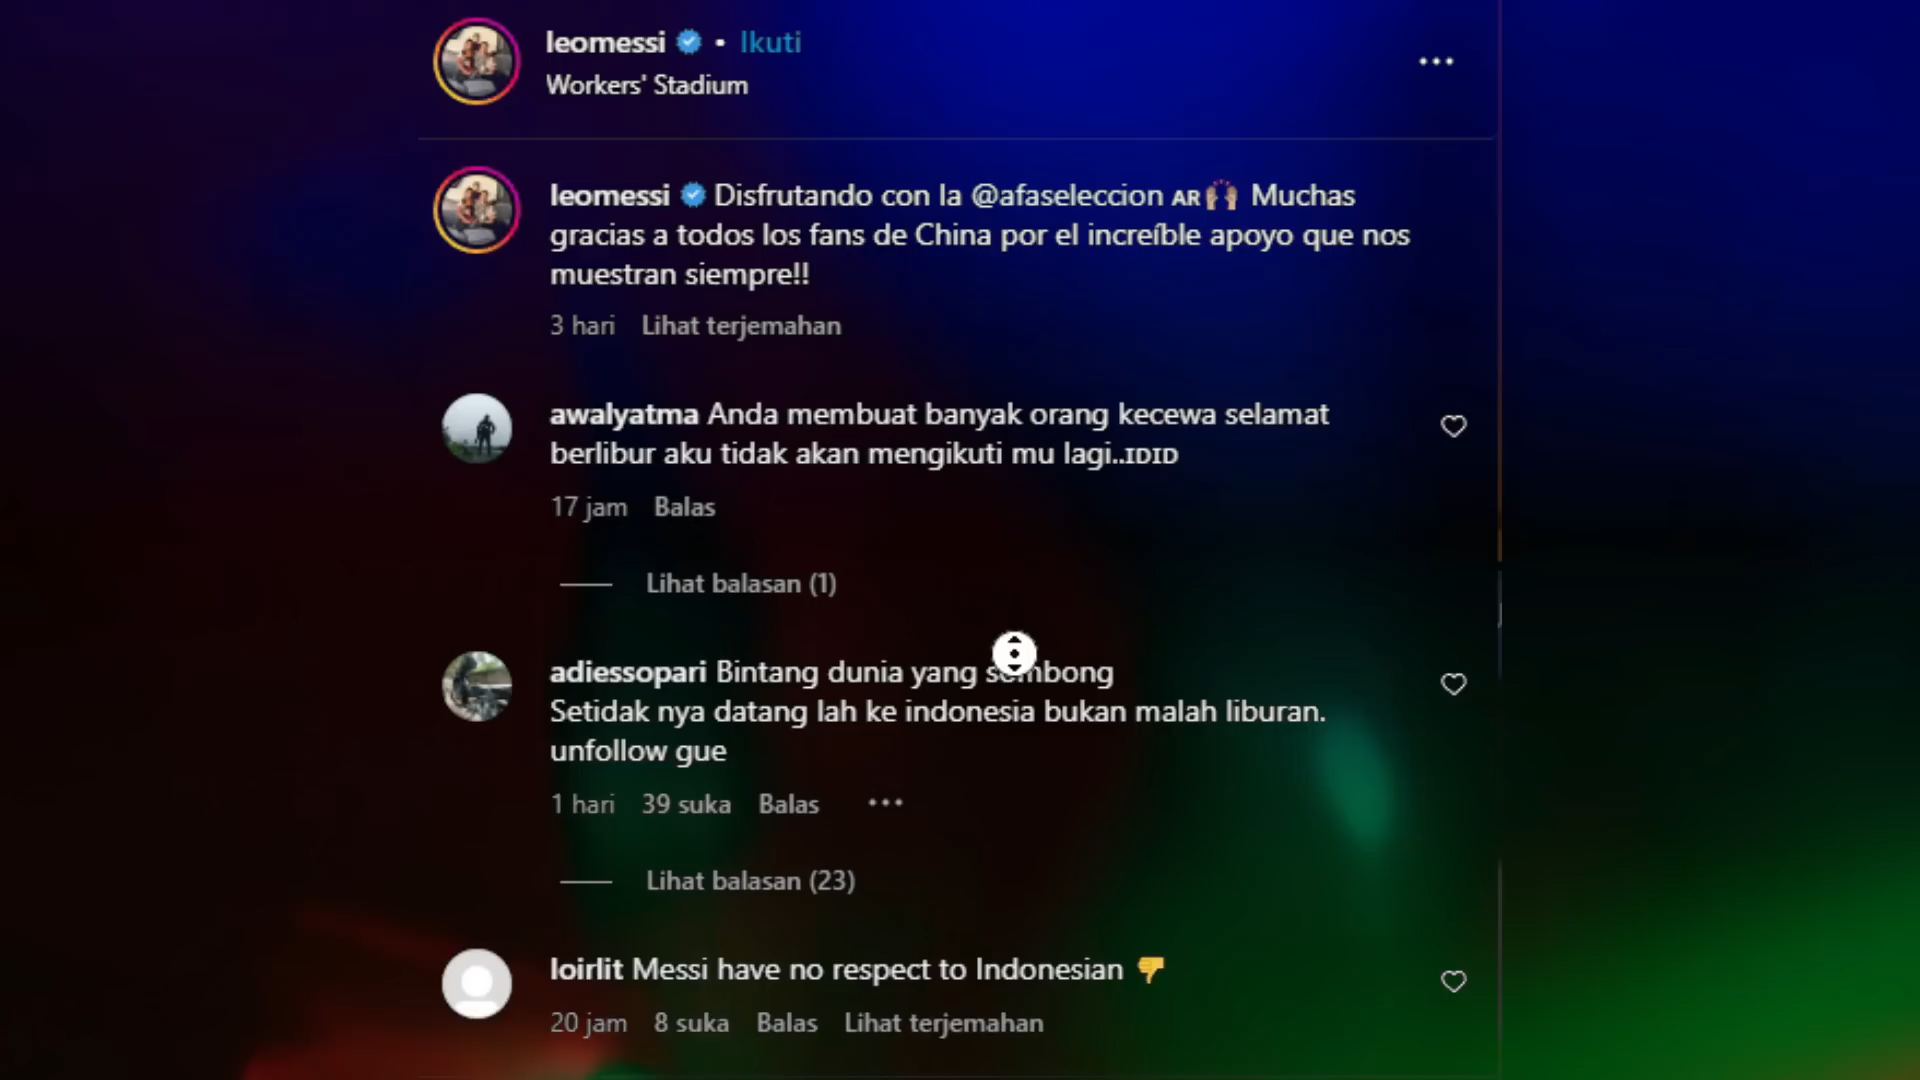 leomessi • Ikuti
Workers' Stadium
leomessi Disfrutando con la @afaseleccion AR🙌🏽 Muchas
gracias a todos los fans de China por el increíble apoyo que nos
muestran siempre!!
3 hari Lihat terjemahan
awalyatma Anda membuat banyak orang kecewa selamat
berlibur aku tidak akan mengikuti mu lagi..IDID
17 jam Balas
Lihat balasan (1)
adiessopari Bintang dunia yang sombong
Setidak nya datang lah ke indonesia bukan malah liburan.
unfollow gue
1 hari 39 suka Balas
Lihat balasan (23)
loirlit Messi have no respect to Indonesian 👎
20 jam 8 suka Balas Lihat terjemahan